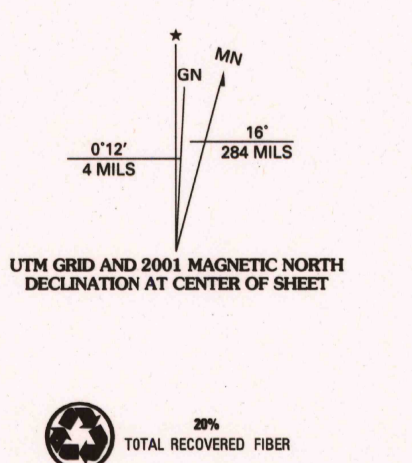 ★
MN
GN
0°12′
4 MILS
16°
284 MILS
UTM GRID AND 2001 MAGNETIC NORTH
DECLINATION AT CENTER OF SHEET
20%
TOTAL RECOVERED FIBER